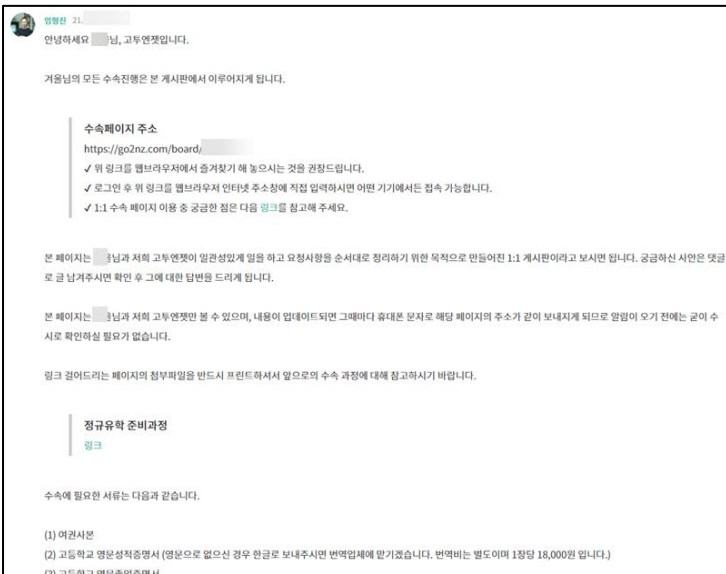 엄형진 21.
안녕하세요 님, 고투엔젯입니다.
겨울님의 모든 수속진행은 본 게시판에서 이루어지게 됩니다.
수속페이지 주소
https://go2nz.com/board/
✓ 위 링크를 웹브라우저에서 즐겨찾기 해 놓으시는 것을 권장드립니다.
✓ 로그인 후 위 링크를 웹브라우저 인터넷 주소창에 직접 입력하시면 어떤 기기에서든 접속 가능합니다.
✓ 1:1 수속 페이지 이용 중 궁금한 점은 다음 링크를 참고해 주세요.
본 페이지는 님과 저희 고투엔젯이 일관성있게 일을 하고 요청사항을 순서대로 정리하기 위한 목적으로 만들어진 1:1 게시판이라고 보시면 됩니다. 궁금하신 사안은 댓글
로 글 남겨주시면 확인 후 그에 대한 답변을 드리게 됩니다.
본 페이지는 님과 저희 고투엔젯만 볼 수 있으며, 내용이 업데이트되면 그때마다 휴대폰 문자로 해당 페이지의 주소가 같이 보내지게 되므로 알람이 오기 전에는 굳이 수
시로 확인하실 필요가 없습니다.
링크 걸어드리는 페이지의 첨부파일을 반드시 프린트하셔서 앞으로의 수속 과정에 대해 참고하시기 바랍니다.
정규유학 준비과정
링크
수속에 필요한 서류는 다음과 같습니다.
(1) 여권사본
(2) 고등학교 영문성적증명서 (영문으로 없으신 경우 한글로 보내주시면 번역업체에 맡기겠습니다. 번역비는 별도이며 1장당 18,000원 입니다.)
(3) 고등학교 영문졸업증명서